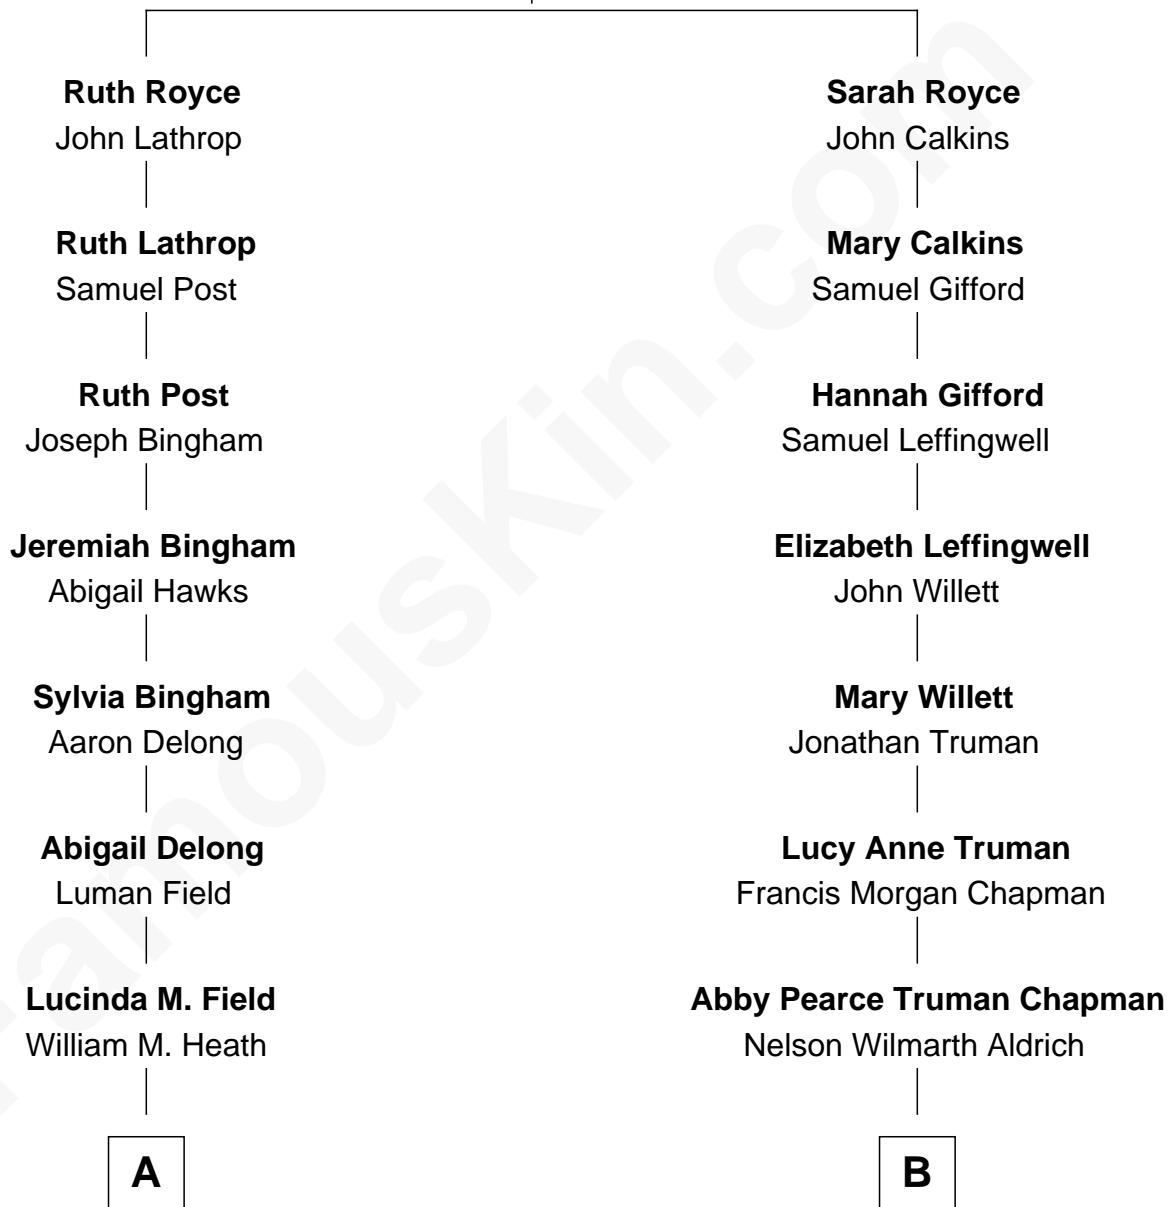 Ruth Royce
John Lathrop
Sarah Royce
John Calkins
Ruth Lathrop
Samuel Post
Mary Calkins
Samuel Gifford
Ruth Post
Joseph Bingham
Hannah Gifford
Samuel Leffingwell
Jeremiah Bingham
Abigail Hawks
Elizabeth Leffingwell
John Willett
Sylvia Bingham
Aaron Delong
Mary Willett
Jonathan Truman
Abigail Delong
Luman Field
Lucy Anne Truman
Francis Morgan Chapman
Lucinda M. Field
William M. Heath
Abby Pearce Truman Chapman
Nelson Wilmarth Aldrich
A
B
FamousKin.com